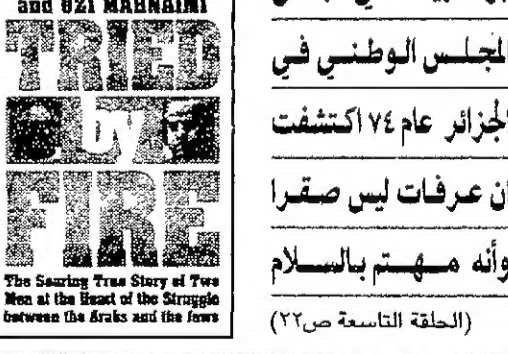 and UZI MAHNAIMI
TRIED
by
FIRE
The Searing True Story of Two
Men at the Heart of the Struggle
between the Arabs and the Jews
المجلس الوطني في
الجزائر عام ٧٤ اكتشفت
ان عرفات ليس صقرا
وأنه مهتم بالسلام
(الحلقة التاسعة ص٢٢)